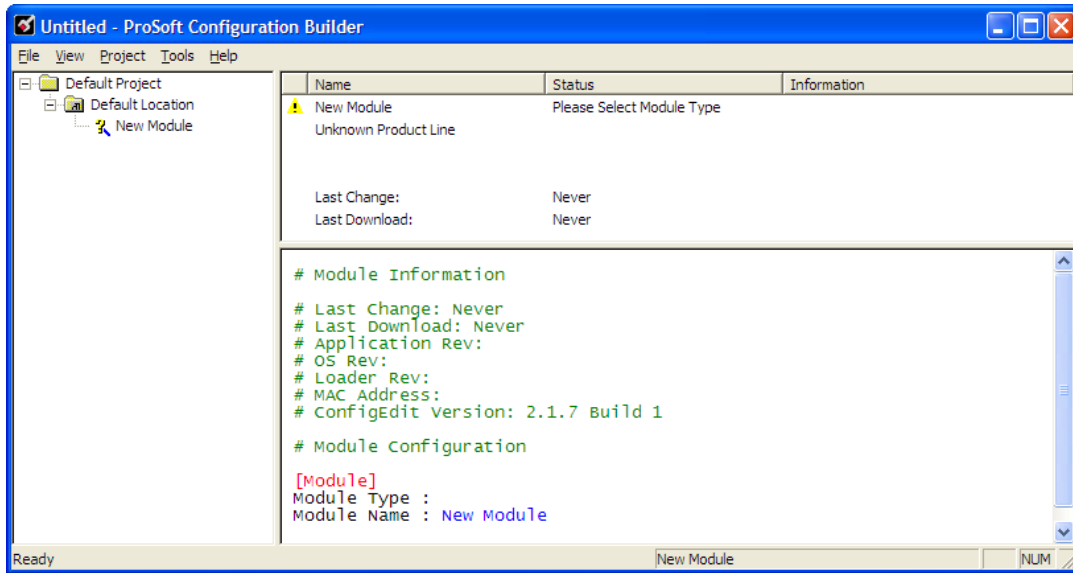 Untitled - ProSoft Configuration Builder
File View Project Tools Help
Default Project
Default Location
New Module
Name Status Information
New Module Please Select Module Type
Unknown Product Line
Last Change: Never
Last Download: Never
# Module Information
# Last Change: Never
# Last Download: Never
# Application Rev:
# OS Rev:
# Loader Rev:
# MAC Address:
# ConfigEdit Version: 2.1.7 Build 1
# Module Configuration
[Module]
Module Type :
Module Name : New Module
Ready New Module NUM